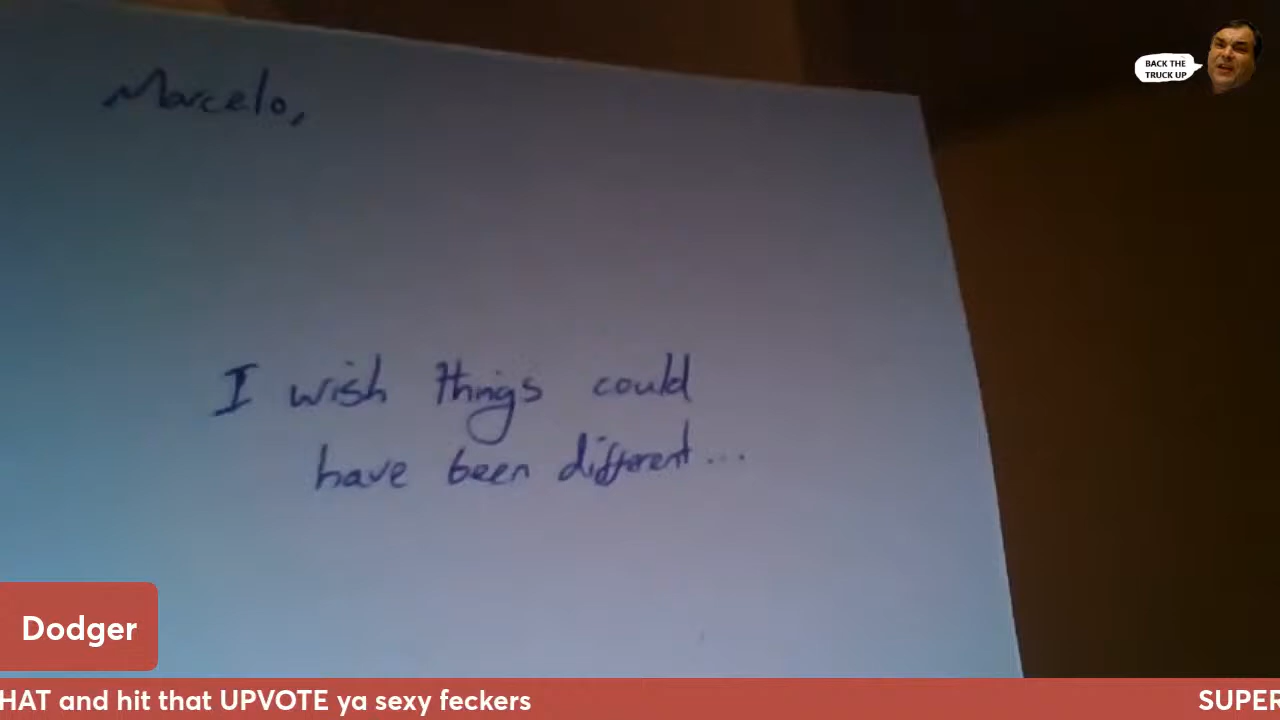 BACK THE
TRUCK UP
Marcelo,
I wish things could
have been different...
Dodger
HAT and hit that UPVOTE ya sexy feckers
SUPER